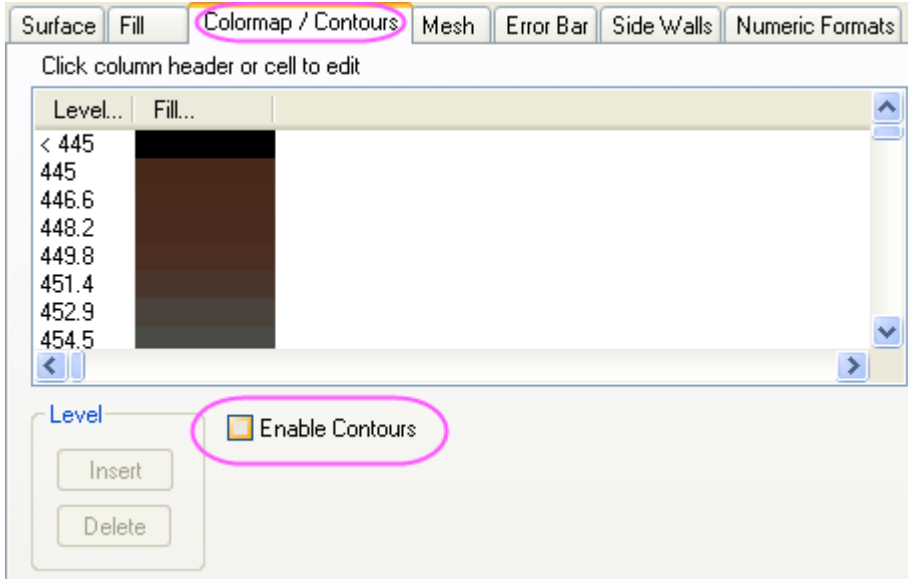 Surface Fill Colormap / Contours Mesh Error Bar Side Walls Numeric Formats
Click column header or cell to edit
Level... Fill...
< 445
445
446.6
448.2
449.8
451.4
452.9
454.5
Level
Enable Contours
Insert
Delete